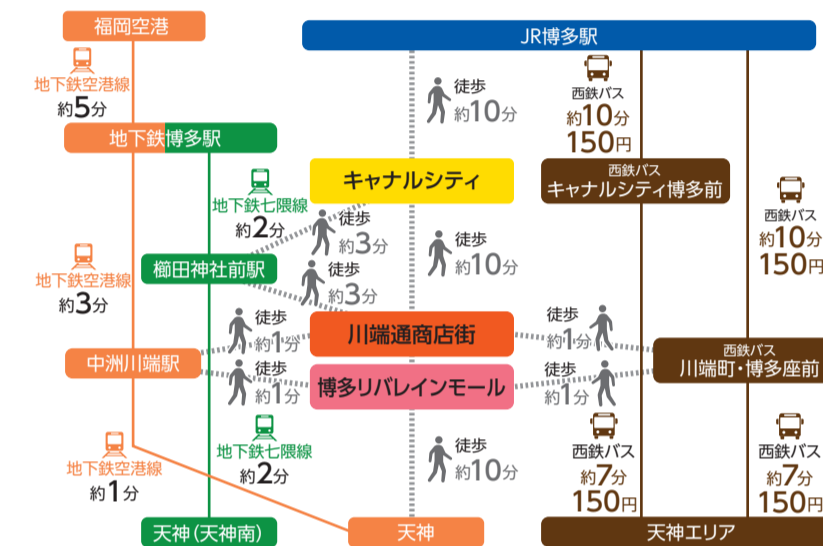 福岡空港
JR博多駅
地下鉄空港線
約5分
徒歩
約10分
西鉄バス
約10分
150円
地下鉄博多駅
キャナルシティ
西鉄バス
キャナルシティ博多前
地下鉄七隈線
約2分
徒歩
約3分
徒歩
約10分
西鉄バス
約10分
150円
地下鉄空港線
約3分
櫛田神社前駅
徒歩
約3分
徒歩
約1分
川端通商店街
徒歩
約1分
中洲川端駅
西鉄バス
川端町・博多座前
徒歩
約1分
博多リバレインモール
徒歩
約1分
地下鉄空港線
約1分
地下鉄七隈線
約2分
徒歩
約10分
西鉄バス
約7分
150円
西鉄バス
約7分
150円
天神(天神南)
天神
天神エリア